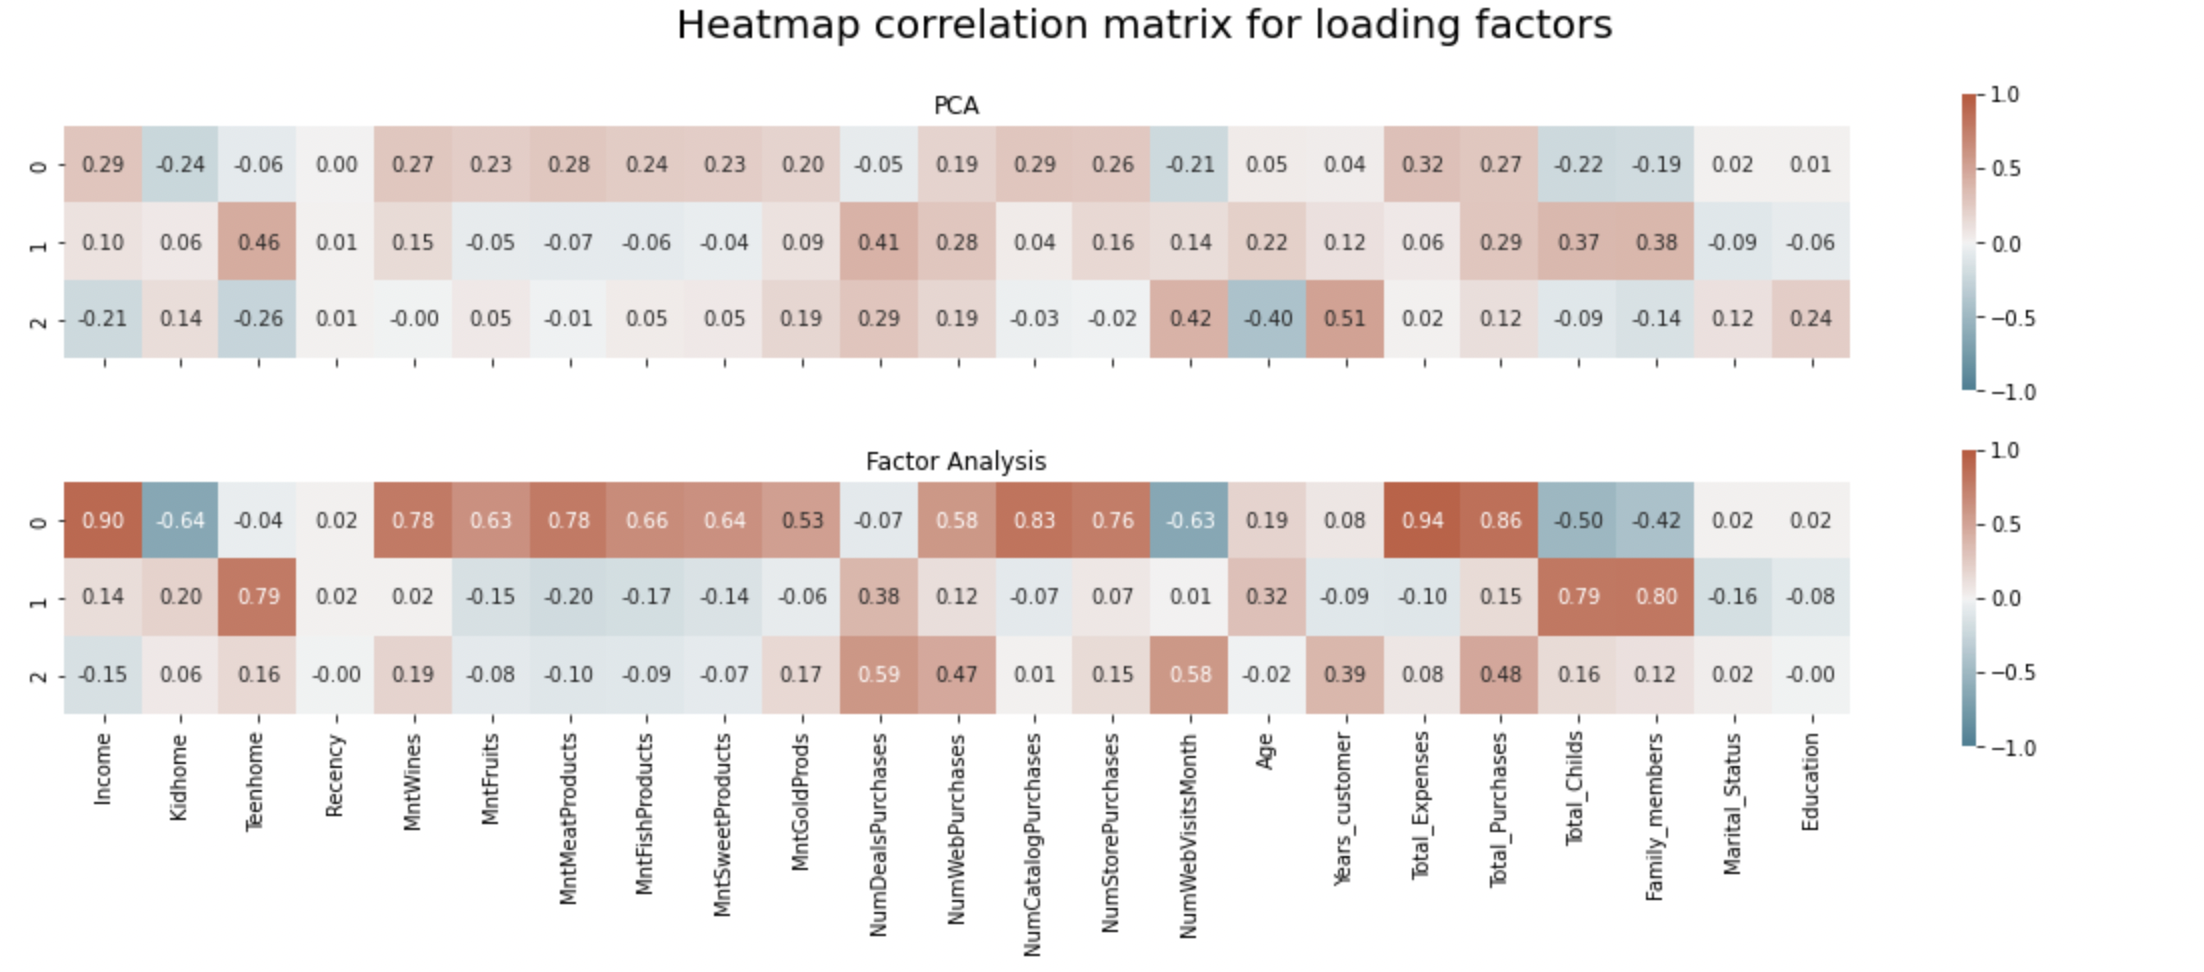 Heatmap correlation matrix for loading factors
PCA
0 0.29 -0.24 -0.06 0.00 0.27 0.23 0.28 0.24 0.23 0.20 -0.05 0.19 0.29 0.26 -0.21 0.05 0.04 0.32 0.27 -0.22 -0.19 0.02 0.01
1 0.10 0.06 0.46 0.01 0.15 -0.05 -0.07 -0.06 -0.04 0.09 0.41 0.28 0.04 0.16 0.14 0.22 0.12 0.06 0.29 0.37 0.38 -0.09 -0.06
2 -0.21 0.14 -0.26 0.01 -0.00 0.05 -0.01 0.05 0.05 0.19 0.29 0.19 -0.03 -0.02 0.42 -0.40 0.51 0.02 0.12 -0.09 -0.14 0.12 0.24
1.0
0.5
0.0
−0.5
−1.0
Factor Analysis
0 0.90 -0.64 -0.04 0.02 0.78 0.63 0.78 0.66 0.64 0.53 -0.07 0.58 0.83 0.76 -0.63 0.19 0.08 0.94 0.86 -0.50 -0.42 0.02 0.02
1 0.14 0.20 0.79 0.02 0.02 -0.15 -0.20 -0.17 -0.14 -0.06 0.38 0.12 -0.07 0.07 0.01 0.32 -0.09 -0.10 0.15 0.79 0.80 -0.16 -0.08
2 -0.15 0.06 0.16 -0.00 0.19 -0.08 -0.10 -0.09 -0.07 0.17 0.59 0.47 0.01 0.15 0.58 -0.02 0.39 0.08 0.48 0.16 0.12 0.02 -0.00
1.0
0.5
0.0
−0.5
−1.0
Income
Kidhome
Teenhome
Recency
MntWines
MntFruits
MntMeatProducts
MntFishProducts
MntSweetProducts
MntGoldProds
NumDealsPurchases
NumWebPurchases
NumCatalogPurchases
NumStorePurchases
NumWebVisitsMonth
Age
Years_customer
Total_Expenses
Total_Purchases
Total_Childs
Family_members
Marital_Status
Education